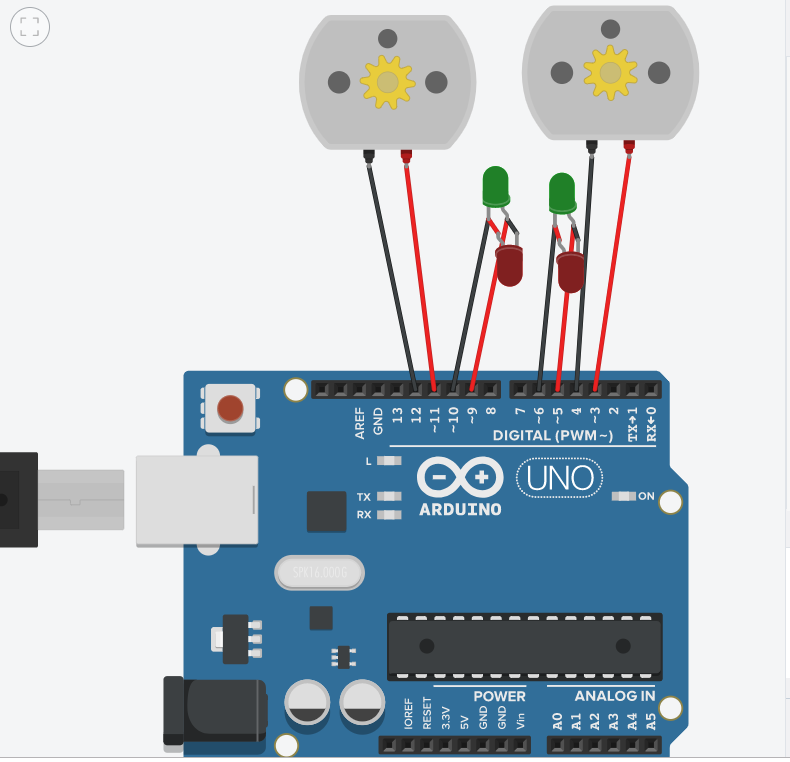 AREF
GND
13
12
~11
~10
~9
8
7
~6
~5
4
~3
2
TX→1
RX←0
DIGITAL (PWM~)
L
TX
RX
ARDUINO
UNO
ON
SPK16.000G
IOREF
RESET
3.3V
5V
GND
GND
Vin
POWER
ANALOG IN
A0
A1
A2
A3
A4
A5